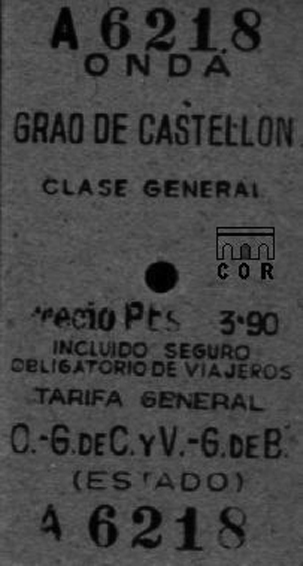 A 6218
ONDA
GRAO DE CASTELLON
CLASE GENERAL
COR
Precio Pts 3·90
INCLUIDO SEGURO
OBLIGATORIO DE VIAJEROS
TARIFA GENERAL
O.-G.DE C. Y V.-G.DE B.
(ESTADO)
A 6218